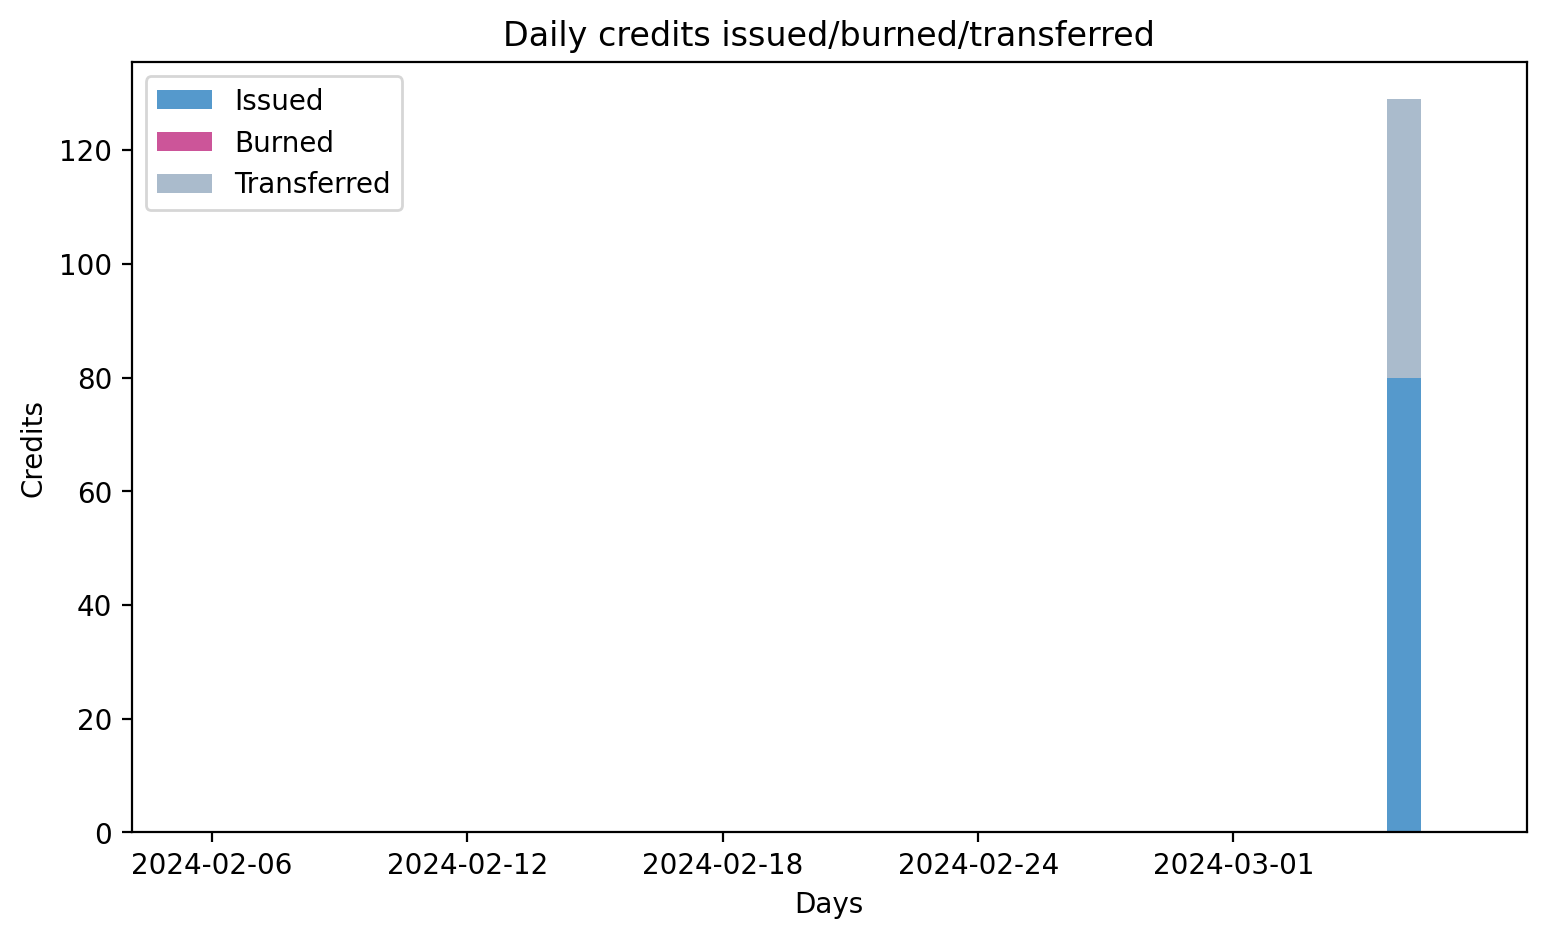 Daily credits issued/burned/transferred
Issued
Burned
Transferred
120
100
80
60
40
20
0
Credits
2024-02-06
2024-02-12
2024-02-18
2024-02-24
2024-03-01
Days